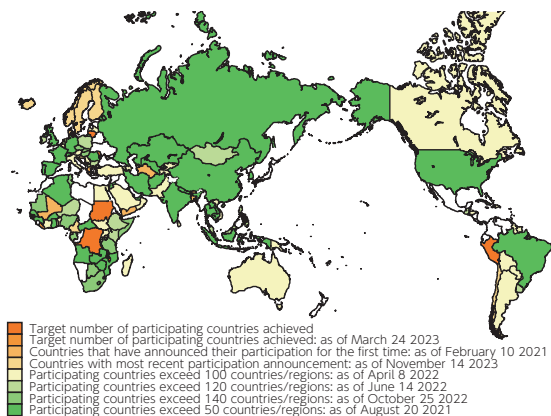 Target number of participating countries achieved
Target number of participating countries achieved: as of March 24 2023
Countries that have announced their participation for the first time: as of February 10 2021
Countries with most recent participation announcement: as of November 14 2023
Participating countries exceed 100 countries/regions: as of April 8 2022
Participating countries exceed 120 countries/regions: as of June 14 2022
Participating countries exceed 140 countries/regions: as of October 25 2022
Participating countries exceed 50 countries/regions: as of August 20 2021